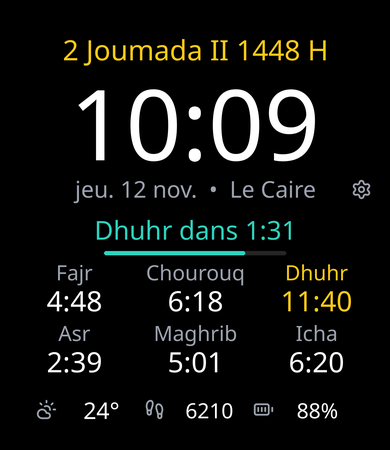 2 Joumada II 1448 H
10:09
jeu. 12 nov. • Le Caire
Dhuhr dans 1:31
Fajr Chourouq Dhuhr
4:48 6:18 11:40
Asr Maghrib Icha
2:39 5:01 6:20
24° 6210 88%